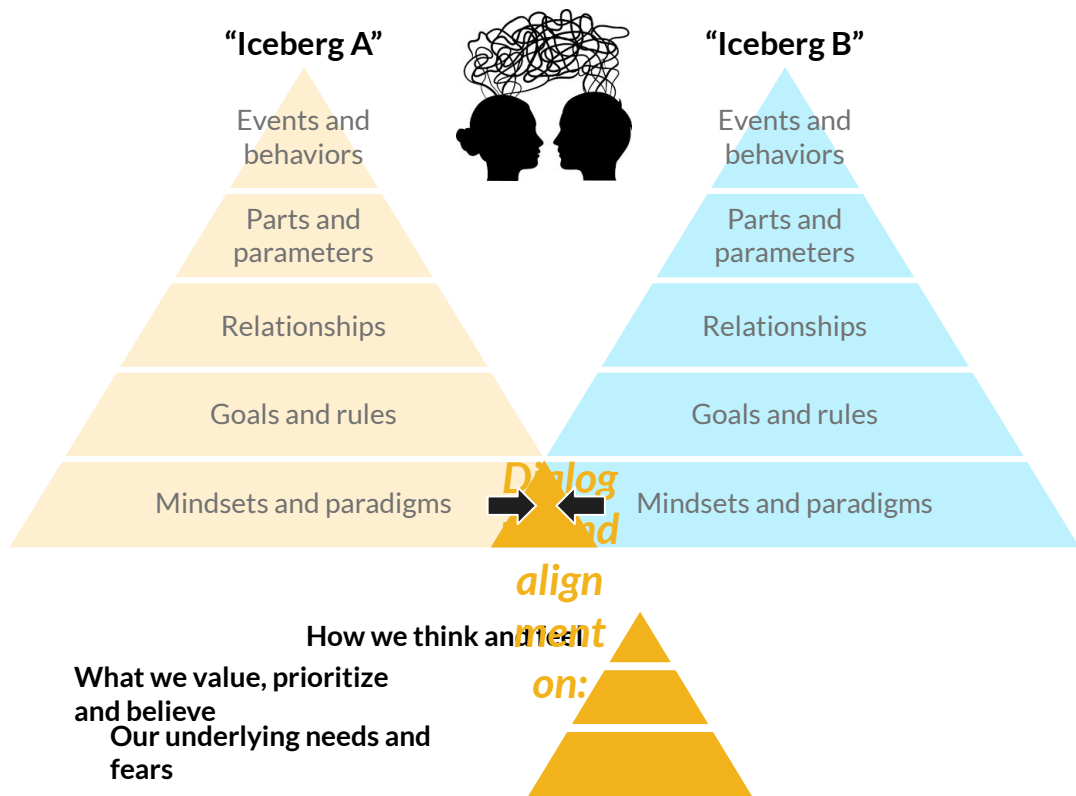 “Iceberg A”
“Iceberg B”
Events and
behaviors
Events and
behaviors
Parts and
parameters
Parts and
parameters
Relationships
Relationships
Goals and rules
Goals and rules
Mindsets and paradigms
Mindsets and paradigms
Dialog
and
align
ment
on:
How we think and feel
What we value, prioritize
and believe
Our underlying needs and
fears